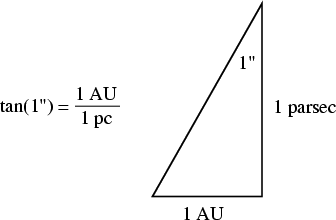 tan(1") = 1 AU / 1 pc
1"
1 parsec
1 AU